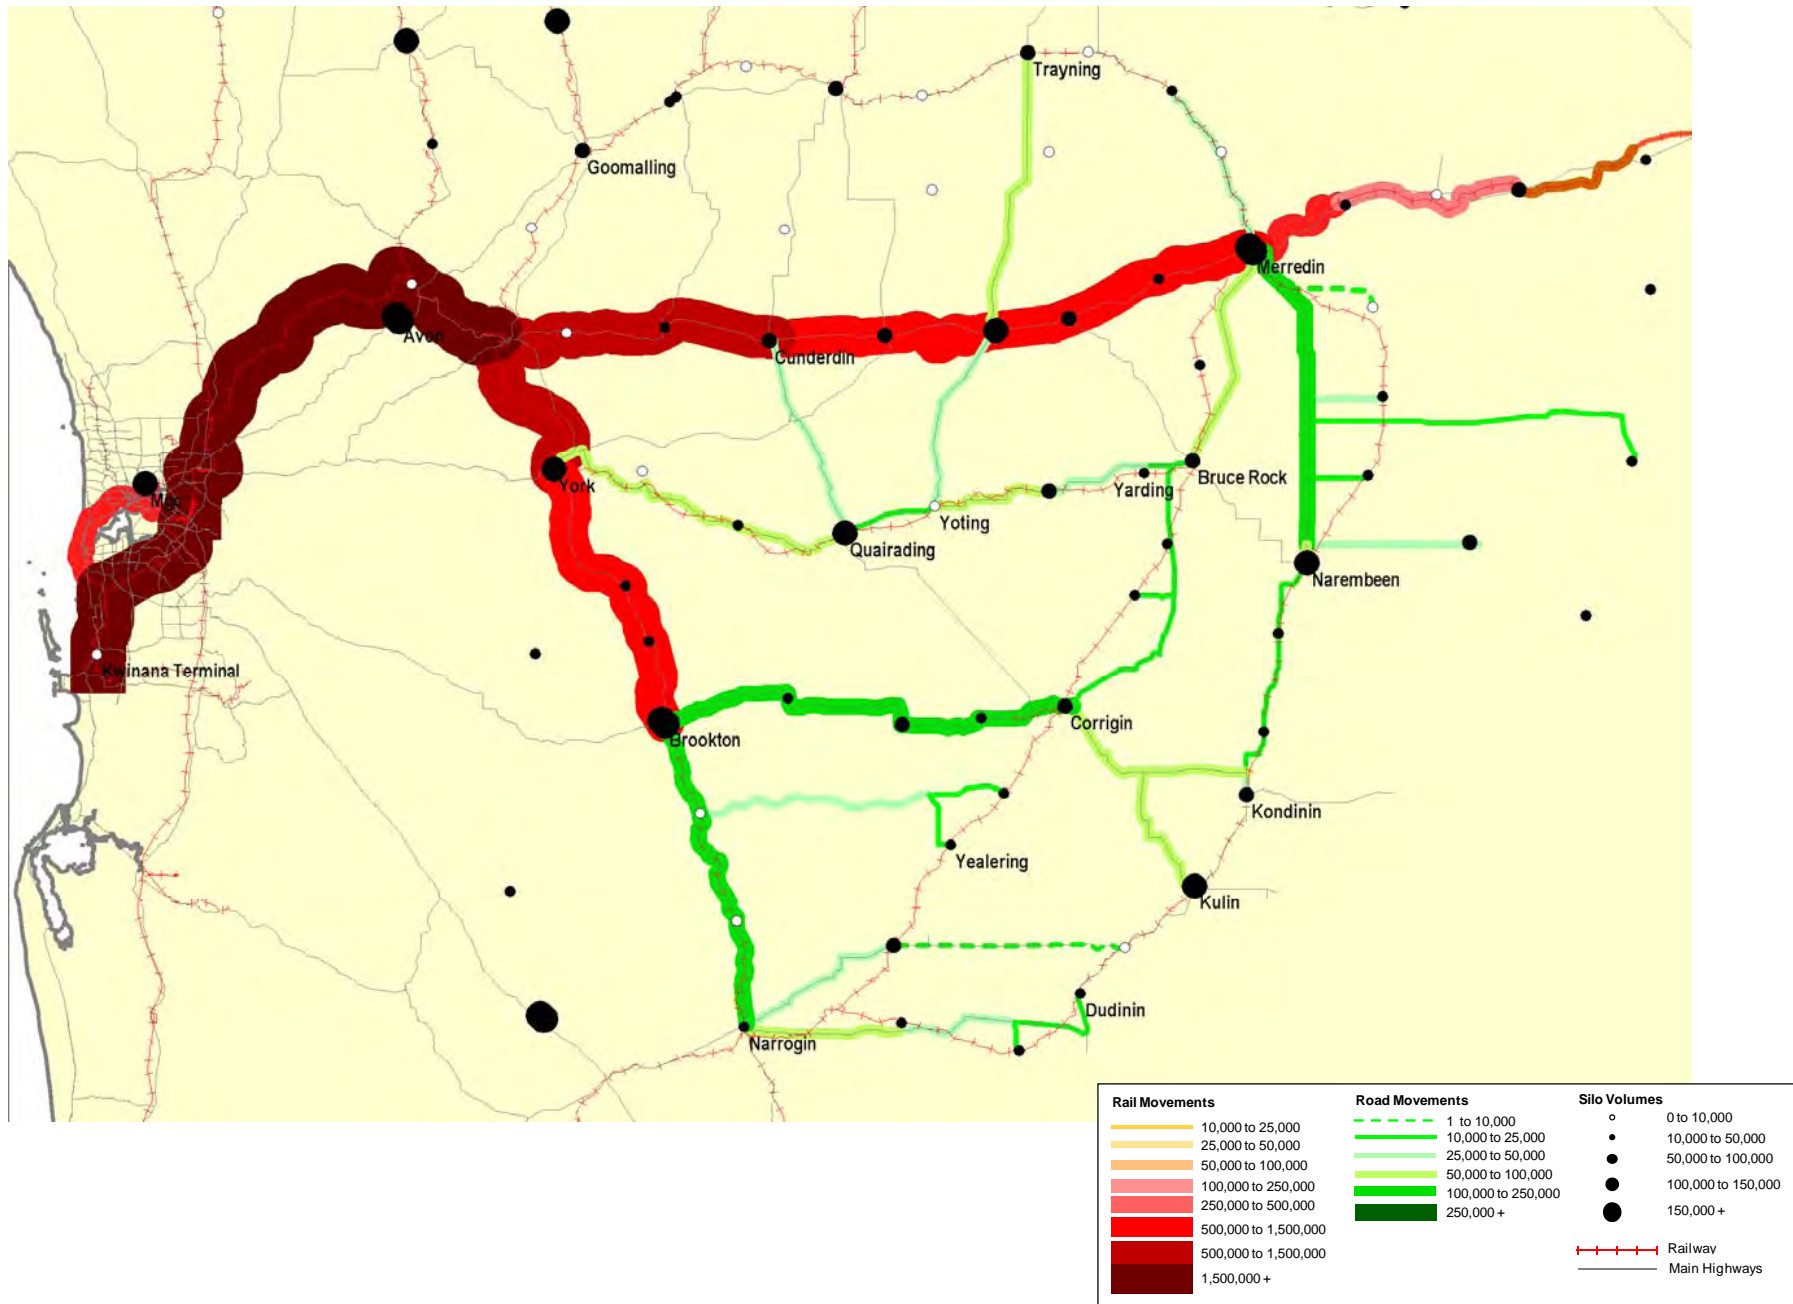 Trayning
Goomalling
Merredin
Avon
Cunderdin
York
Bruce Rock
Yarding
Mgc
Yoting
Quairading
Narembeen
Kwinana Terminal
Corrigin
Brookton
Kondinin
Yealering
Kulin
Dudinin
Narrogin
Rail Movements
10,000 to 25,000
25,000 to 50,000
50,000 to 100,000
100,000 to 250,000
250,000 to 500,000
500,000 to 1,500,000
500,000 to 1,500,000
1,500,000 +
Road Movements
1 to 10,000
10,000 to 25,000
25,000 to 50,000
50,000 to 100,000
100,000 to 250,000
250,000 +
Silo Volumes
0 to 10,000
10,000 to 50,000
50,000 to 100,000
100,000 to 150,000
150,000 +
Railway
Main Highways